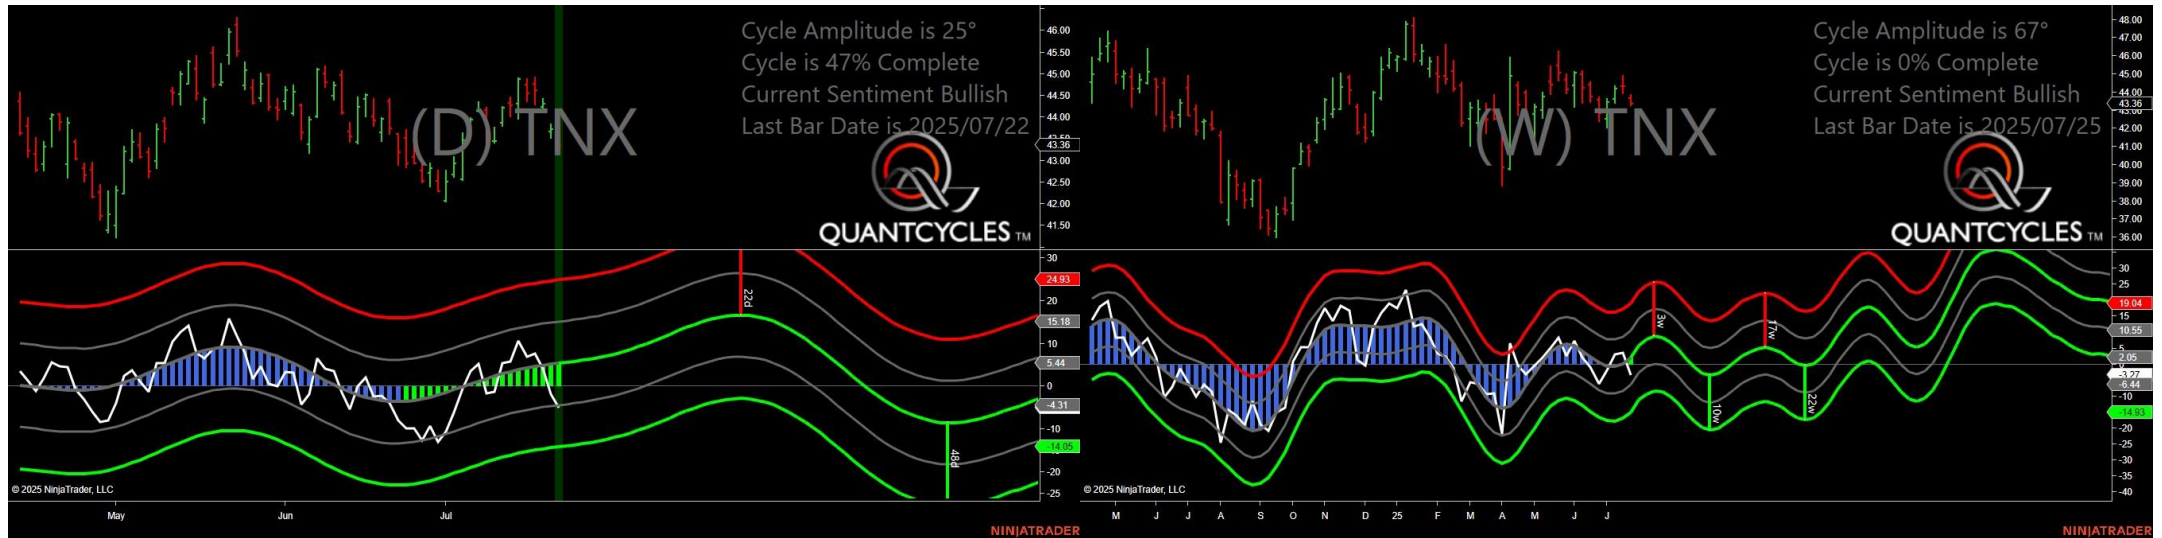 Cycle Amplitude is 25°
Cycle is 47% Complete
Current Sentiment Bullish
Last Bar Date is 2025/07/22
(D) TNX
QUANTCYCLES TM
46.00
45.50
45.00
44.50
44.00
43.50
43.36
43.00
42.50
42.00
41.50
30
24.93
20
15.18
10
5.44
0
-4.31
-10
-14.05
-20
-25
22d
48d
© 2025 NinjaTrader, LLC
May
Jun
Jul
NINJATRADER
Cycle Amplitude is 67°
Cycle is 0% Complete
Current Sentiment Bullish
Last Bar Date is 2025/07/25
(W) TNX
QUANTCYCLES TM
48.00
47.00
46.00
45.00
44.00
43.36
42.00
41.00
40.00
39.00
38.00
37.00
36.00
30
25
19.04
15
10.55
5
2.05
-3.27
-6.44
-10
-14.93
-20
-25
-30
-35
-40
3w
17w
10w
22w
© 2025 NinjaTrader, LLC
M
J
J
A
S
O
N
D
25
F
M
A
M
J
J
NINJATRADER